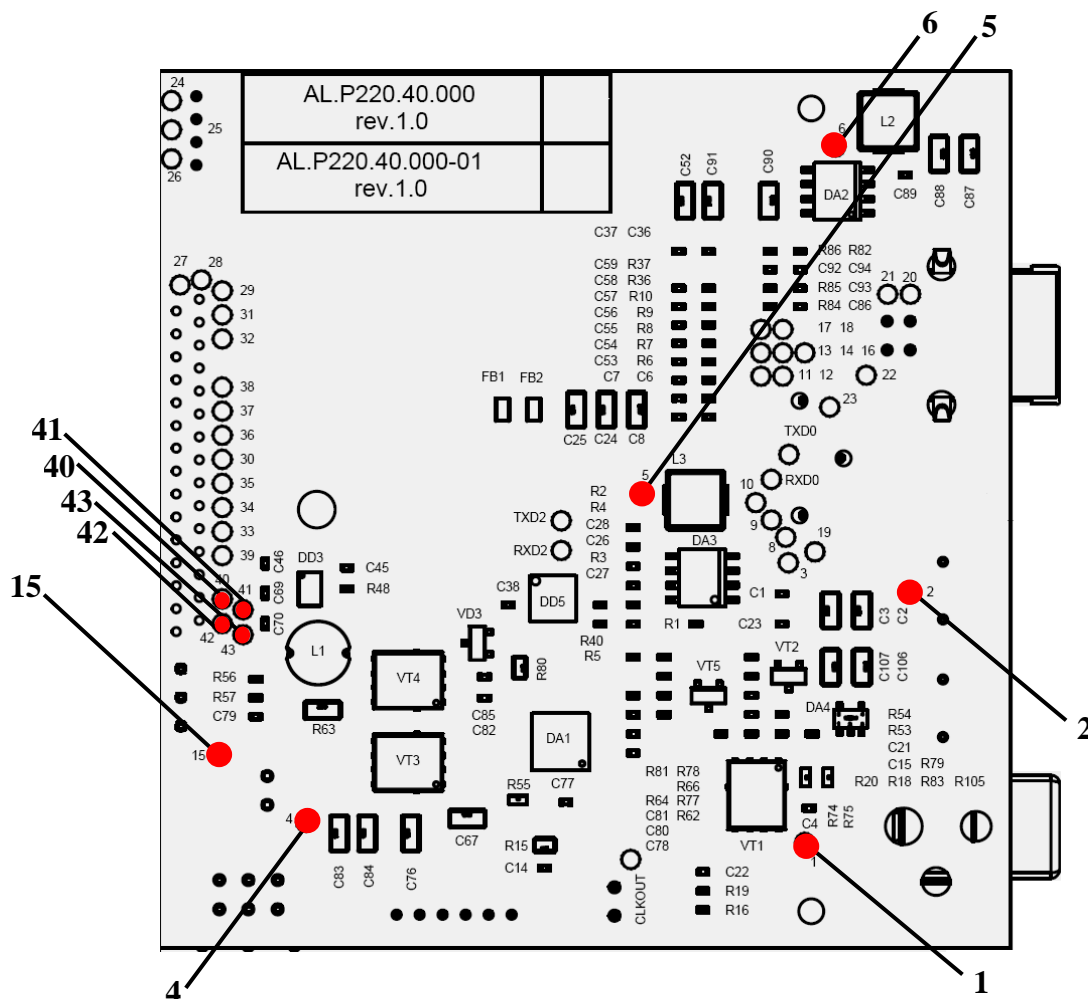 6 5
24
25
26
AL.P220.40.000
rev.1.0
AL.P220.40.000-01
rev.1.0
6
L2
C52 C91 C90
DA2
C89
C88 C87
C37 C36
R86 R82
C59 R37
C92 C94
C58 R36
R85 C93
C57 R10
R84 C86
C56 R9
C55 R8
C54 R7
C53 R6
C7 C6
21 20
17 18
13 14 16
11 12
22
23
27 28
29
31
32
38
37
36
30
35
34
33
39
FB1 FB2
C25 C24 C8
TXD0
41
40
43
42
15
5
L3
R2
R4
C28
C26
R3
C27
10
RXD0
9
8
19
3
TXD2
RXD2
DA3
DD3
C46
C69
C70
C45
R48
40
41
42
43
C38
DD5
C1
C23
R1
2
C3 C2
VD3
R40
R5
VT2
VT5
C107 C106
L1
R56
R57
C79
R63
VT4
R80
C85
C82
DA4
R54
R53
C21
C15 R79
R20 R18 R83 R105
2
15
VT3
DA1
R55
C77
R81 R78
R66
R64 R77
C81 R62
C80
C78
VT1
C4
R74
R75
1
4
C83 C84 C76
C67
R15
C14
CLKOUT
C22
R19
R16
4
1